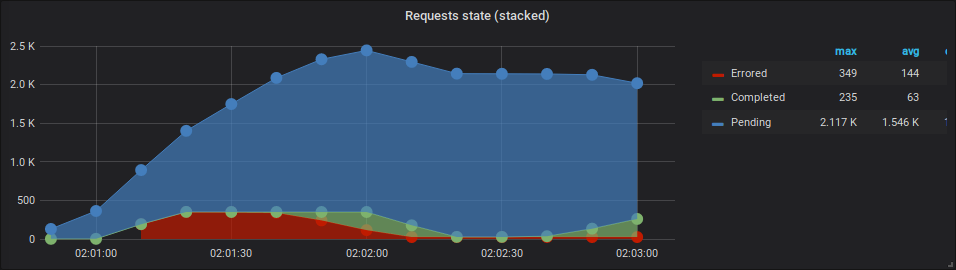 Requests state (stacked)
2.5 K
2.0 K
1.5 K
1.0 K
500
0
02:01:00 02:01:30 02:02:00 02:02:30 02:03:00
max avg
Errored 349 144
Completed 235 63
Pending 2.117 K 1.546 K